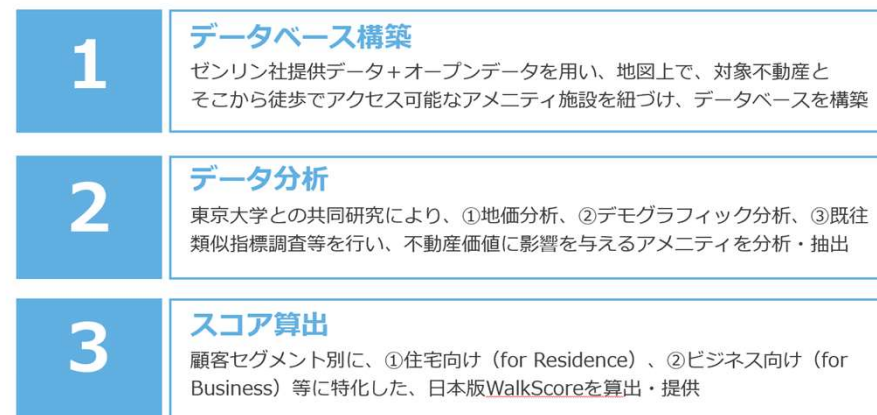 1
データベース構築
ゼンリン社提供データ+オープンデータを用い、地図上で、対象不動産と
そこから徒歩でアクセス可能なアメニティ施設を紐づけ、データベースを構築
2
データ分析
東京大学との共同研究により、①地価分析、②デモグラフィック分析、③既往
類似指標調査等を行い、不動産価値に影響を与えるアメニティを分析・抽出
3
スコア算出
顧客セグメント別に、①住宅向け(for Residence)、②ビジネス向け(for
Business)等に特化した、日本版WalkScoreを算出・提供